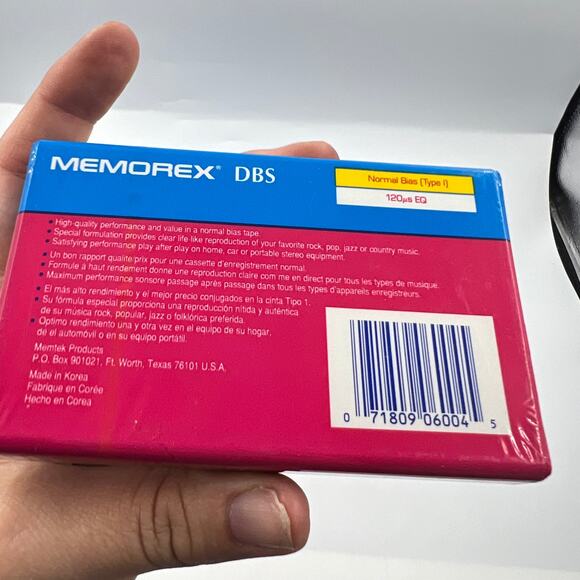 MEMOREX® DBS
Normal Bias (Type I)
120µs EQ
• High-quality performance and value in a normal bias tape.
• Special formulation provides clear life-like reproduction of your favorite rock, pop, jazz or country music.
• Satisfying performance play after play on home, car or portable stereo equipment.
• Un bon rapport qualité/prix pour une cassette d'enregistrement normal.
• Formule à haut rendement donne une reproduction claire com me en direct pour tous les types de musique.
• Maximum performance sonsore passage après passage dans tous les types d'appareils enregistreurs.
• El más alto rendimiento y el mejor precio conjugados en la cinta Tipo 1.
• Su fórmula especial proporciona una reproducción nítida y auténtica
de su música rock, popular, jazz o folklórica preferida.
• Optimo rendimiento una y otra vez en el equipo de su hogar,
de el automóvil o en su equipo portátil.
Memtek Products
P.O. Box 901021, Ft. Worth, Texas 76101 U.S.A.
Made in Korea
Fabrique en Corée
Hecho en Corea
0 71809 06004 5